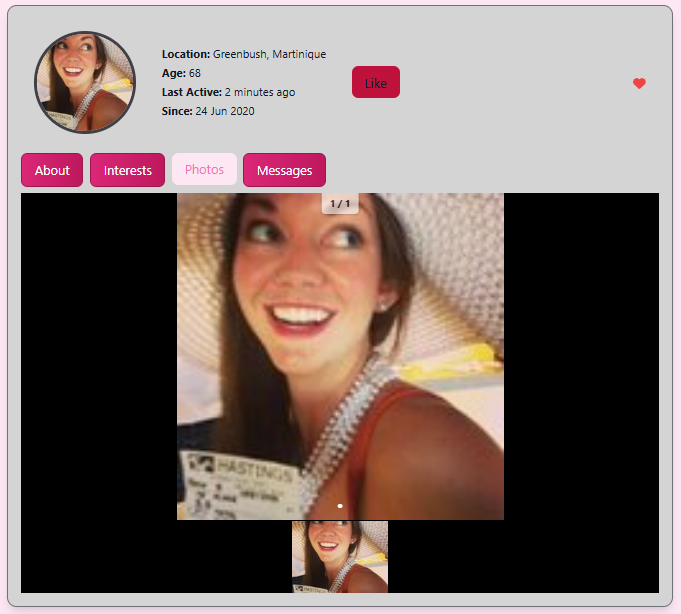 Location: Greenbush, Martinique
Age: 68
Last Active: 2 minutes ago
Since: 24 Jun 2020
Like
About
Interests
Photos
Messages
1 / 1
HASTINGS
HASTINGS